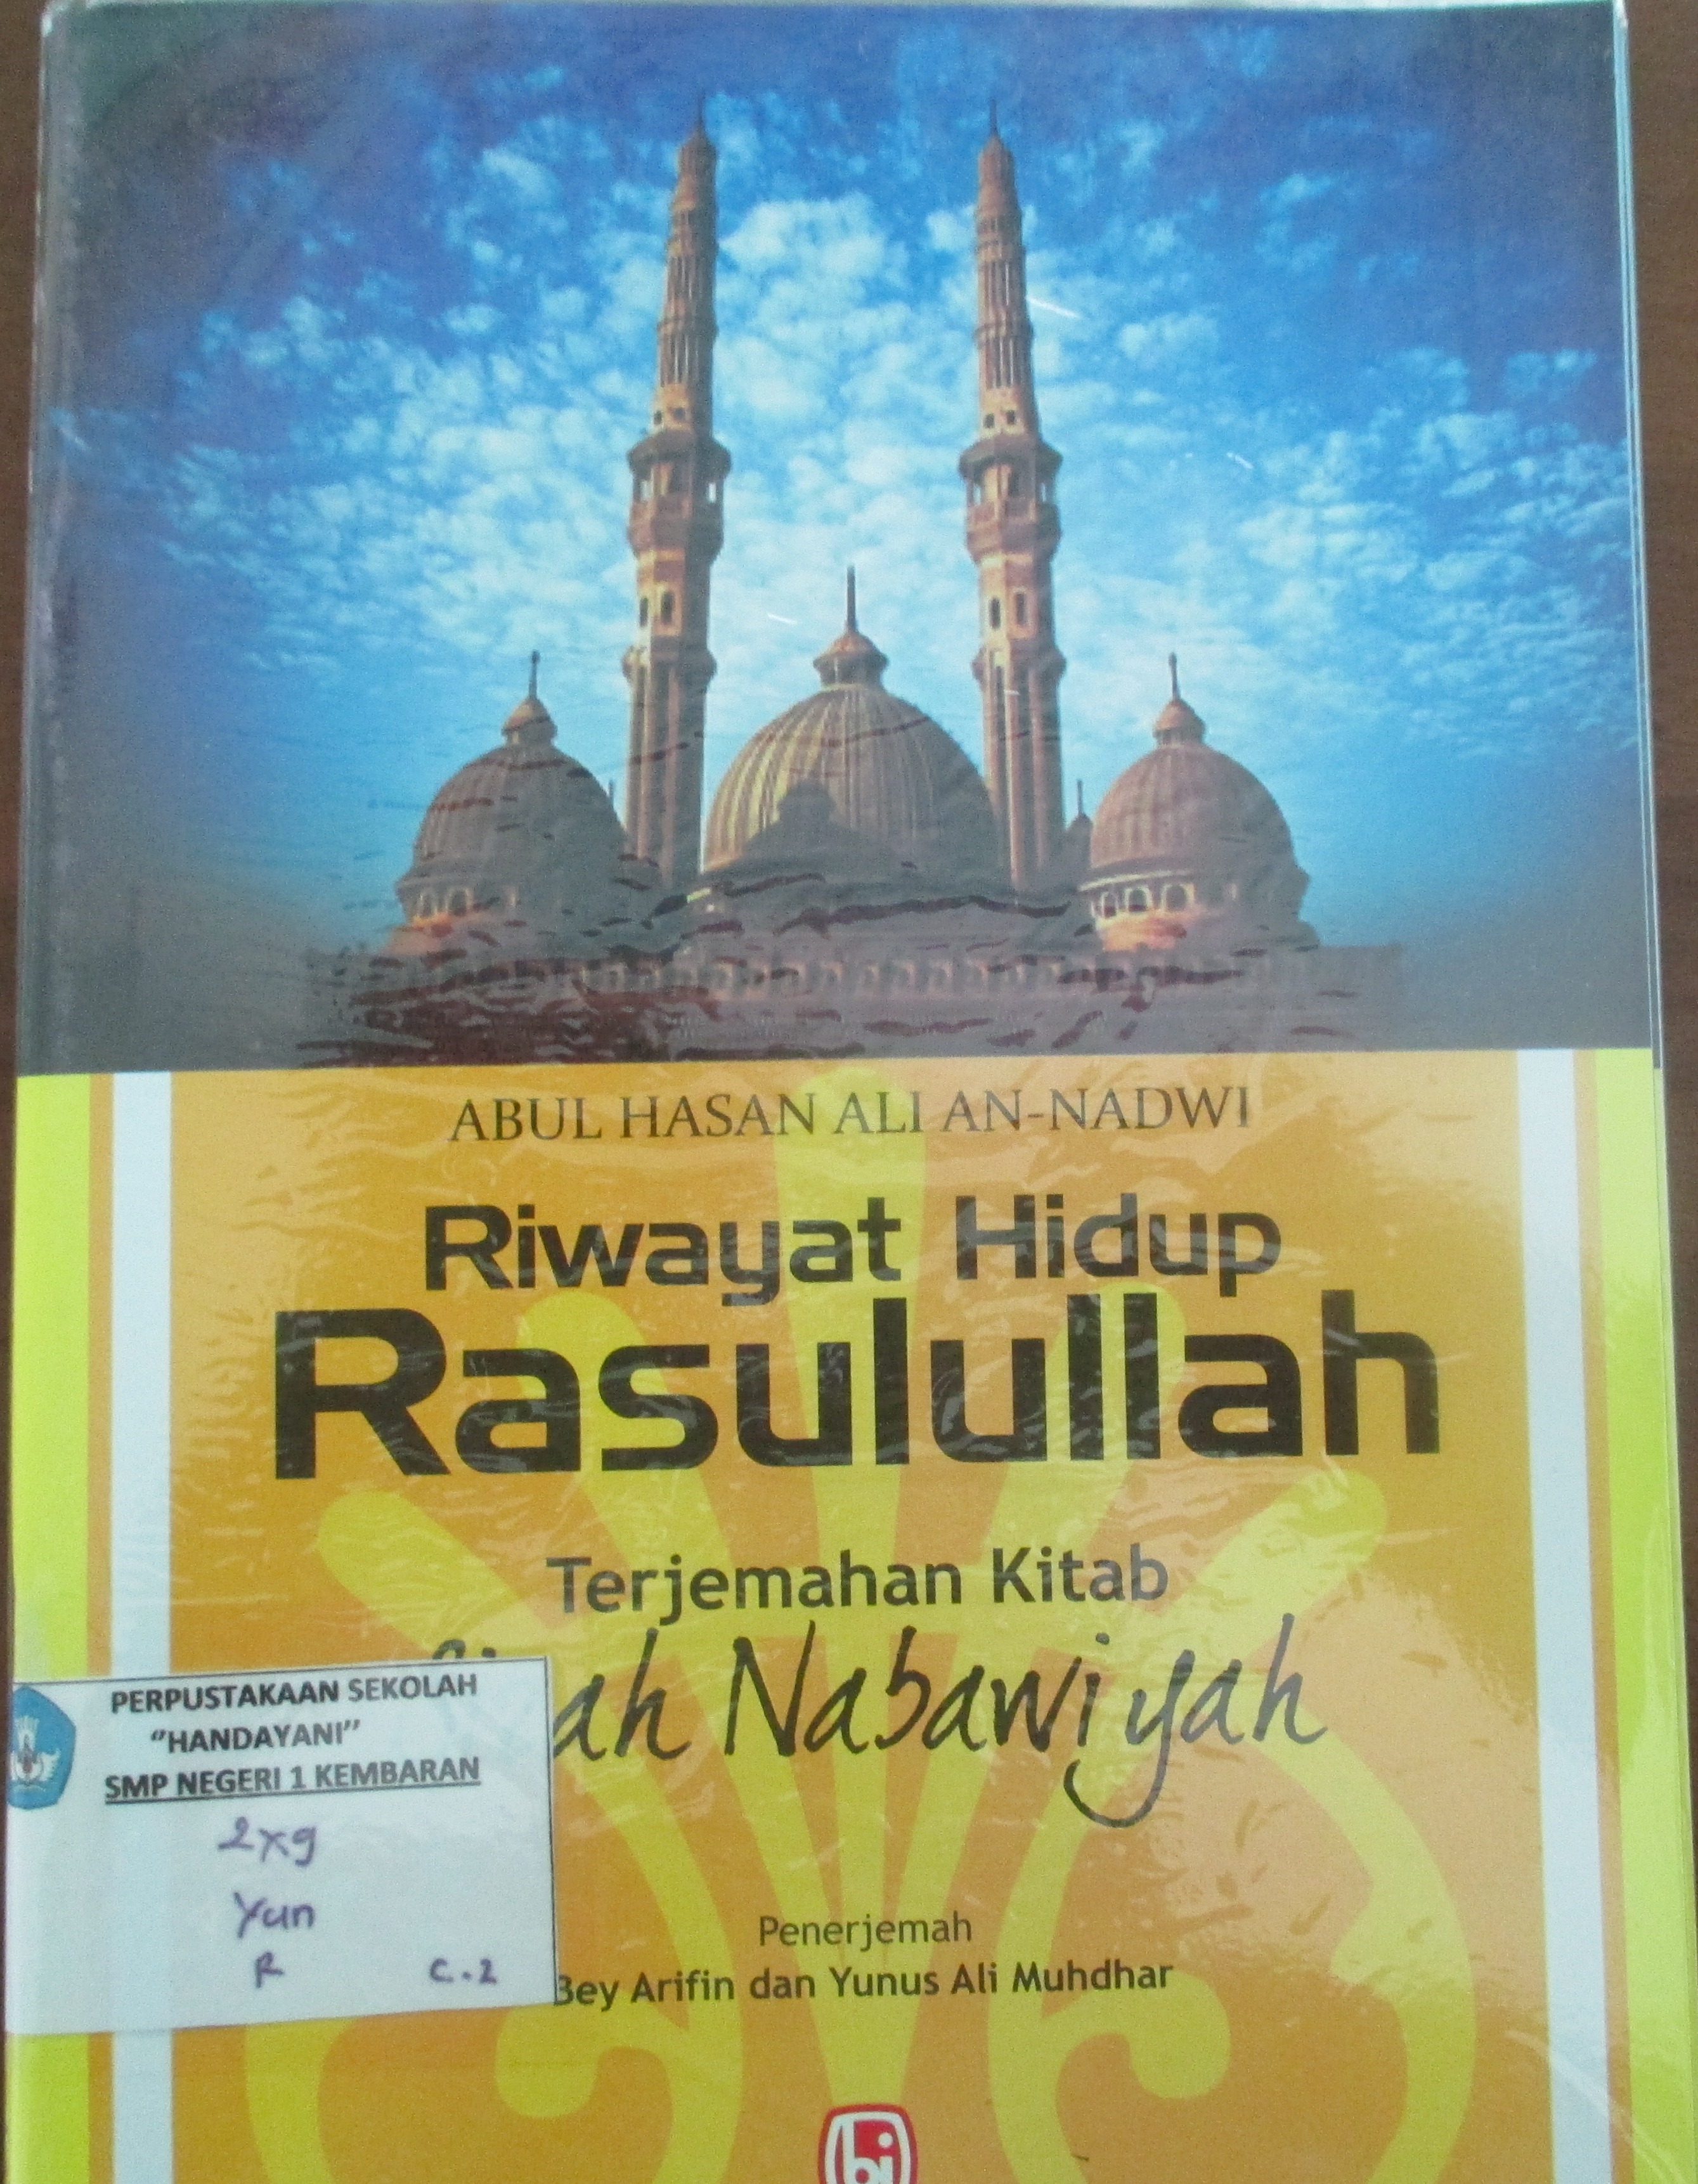 ABUL HASAN ALI AN-NADWI
Riwayat Hidup
Rasulullah
Terjemahan Kitab
Nabawiyah
PERPUSTAKAAN SEKOLAH
"HANDAYANI"
SMP NEGERI 1 KEMBARAN
2x9
Yun
R C.2
Penerjemah
Bey Arifin dan Yunus Ali Muhdhar
bi